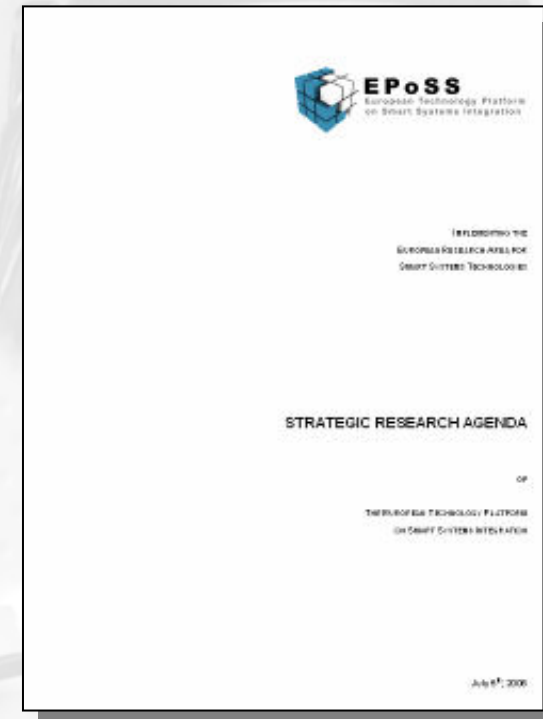 EPoSS
European Technology Platform
on Smart Systems Integration
IMPLEMENTING THE
EUROPEAN RESEARCH AREA FOR
SMART SYSTEMS TECHNOLOGIES
STRATEGIC RESEARCH AGENDA
OF
THE EUROPEAN TECHNOLOGY PLATFORM
ON SMART SYSTEMS INTEGRATION
July 5th, 2006